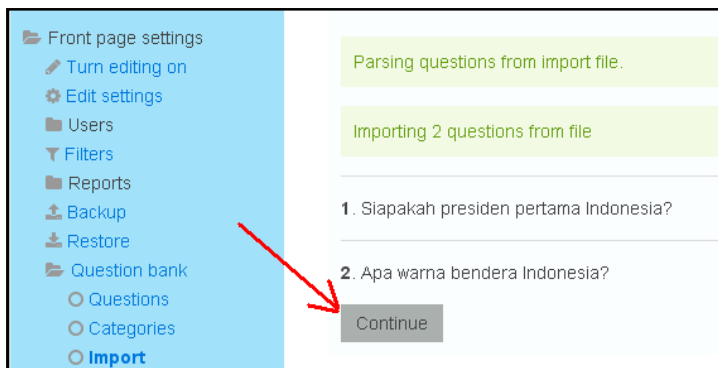 Front page settings
Turn editing on
Edit settings
Users
Filters
Reports
Backup
Restore
Question bank
Questions
Categories
Import
Parsing questions from import file.
Importing 2 questions from file
1. Siapakah presiden pertama Indonesia?
2. Apa warna bendera Indonesia?
Continue